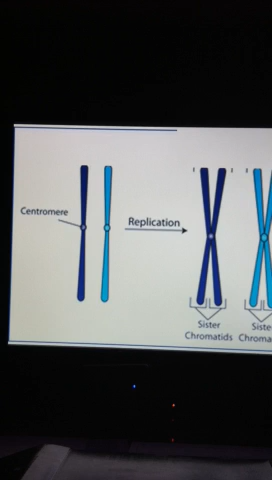 Centromere
Replication
Sister
Chromatids
Siste
Chroma